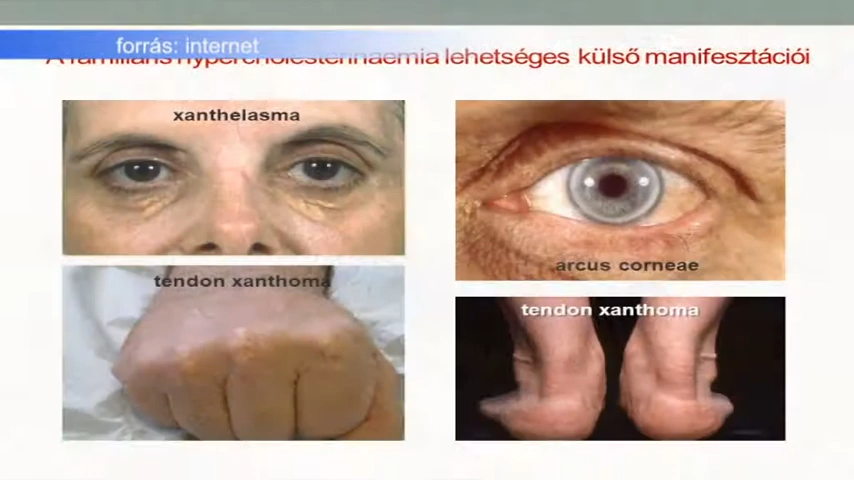 forrás: internet
A familiáris hypercholesterinaemia lehetséges külső manifesztációi
xanthelasma
arcus corneae
tendon xanthoma
tendon xanthoma